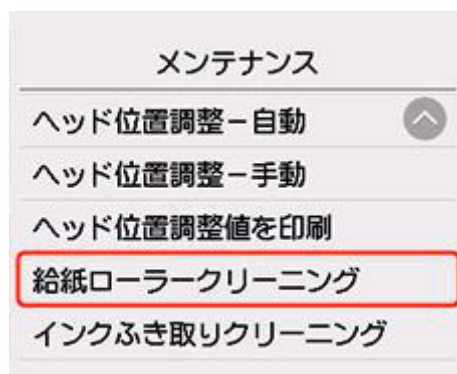 メンテナンス
ヘッド位置調整－自動
ヘッド位置調整－手動
ヘッド位置調整値を印刷
給紙ローラークリーニング
インクふき取りクリーニング